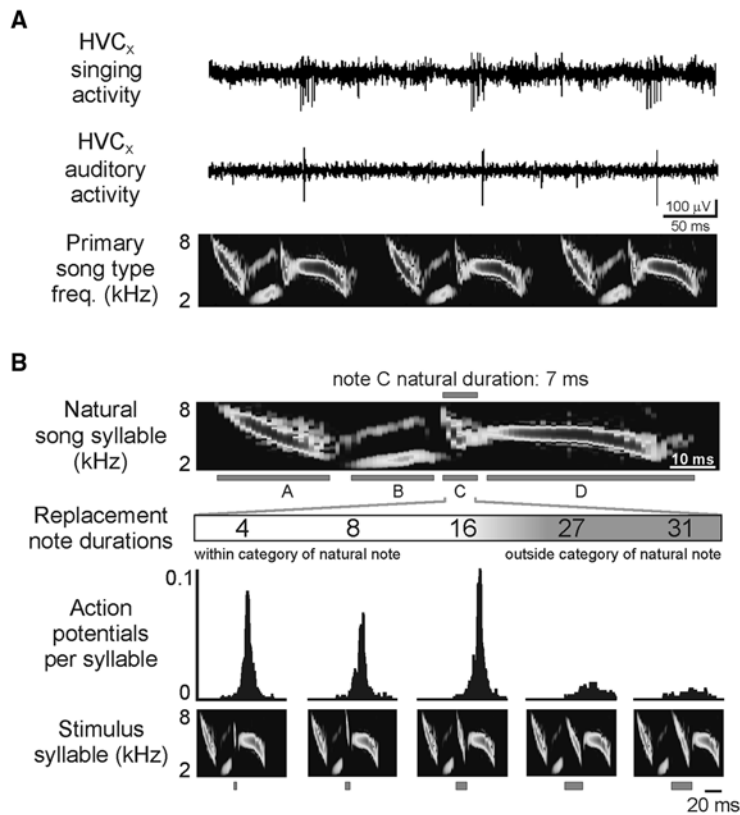 A
HVCx
singing
activity
HVCx
auditory
activity
100 µV
50 ms
Primary
song type
freq. (kHz)
8
2
B
note C natural duration: 7 ms
Natural
song syllable
(kHz)
8
2
10 ms
A B C D
Replacement
note durations
4 8 16 27 31
within category of natural note outside category of natural note
Action
potentials
per syllable
0.1
0
Stimulus
syllable (kHz)
8
2
20 ms